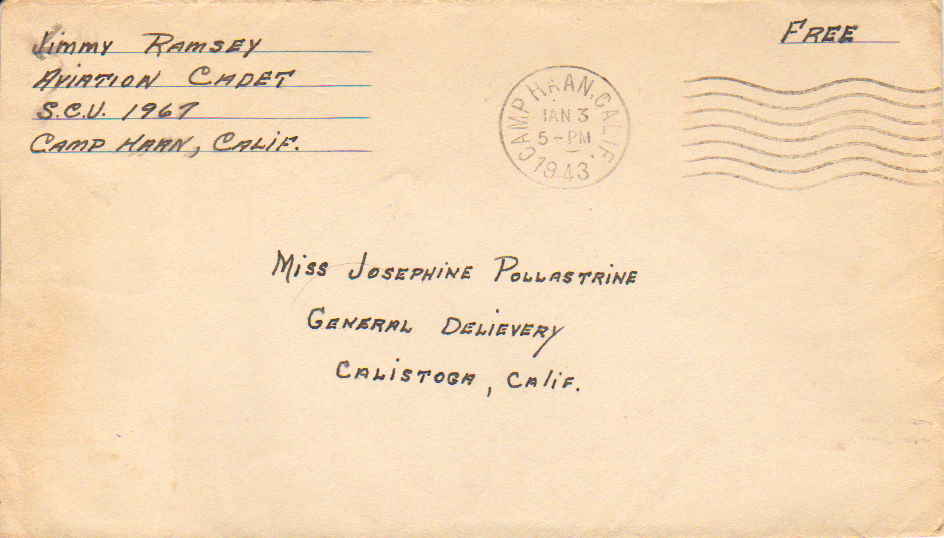 Jimmy Ramsey
Aviation Cadet
S.C.U. 1967
Camp Haan, Calif.
Free
CAMP HAAN, CALIF.
JAN 3
5-PM
1943
Miss Josephine Pollastrine
General Delievery
Calistoga, Calif.